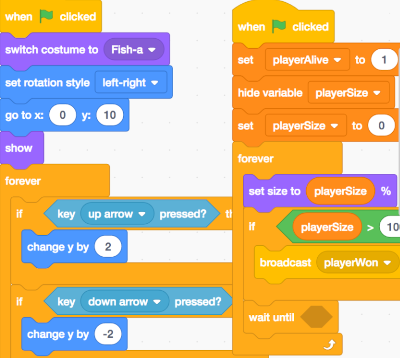 when clicked
switch costume to Fish-a
set rotation style left-right
go to x: 0 y: 10
show
forever
if key up arrow pressed?
change y by 2
if key down arrow pressed?
change y by -2
when clicked
set playerAlive to 1
hide variable playerSize
set playerSize to 0
forever
set size to playerSize %
if playerSize >
broadcast playerWon
wait until